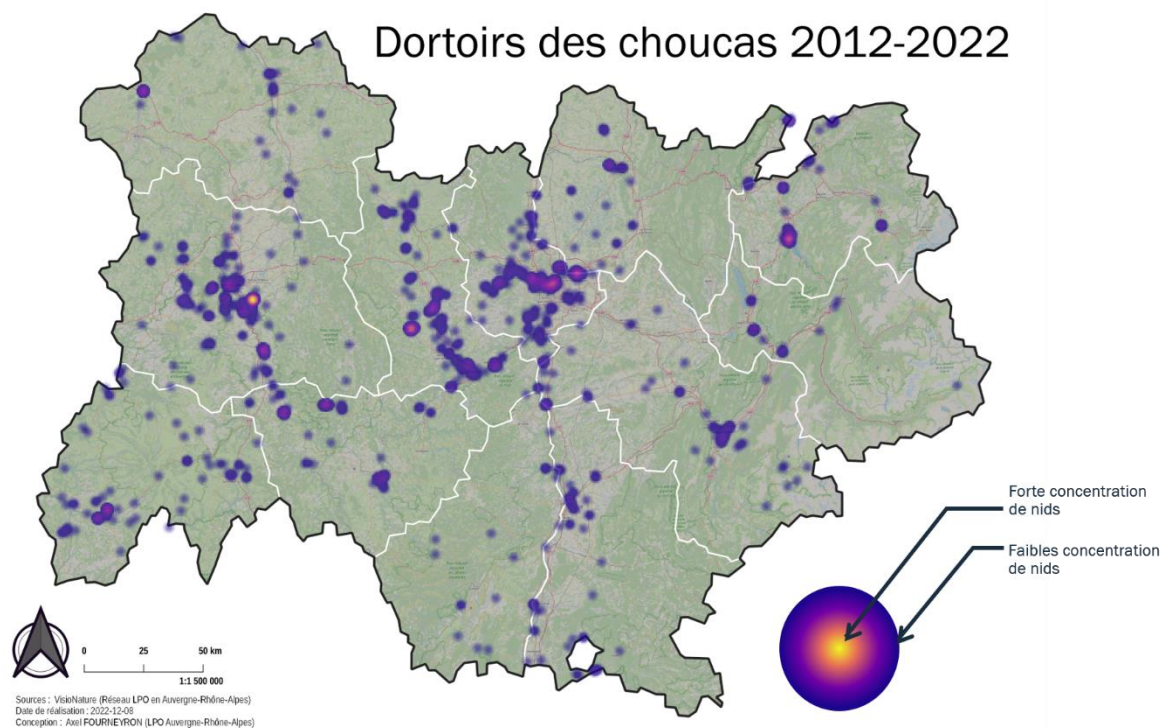 Dortoirs des choucas 2012-2022
Forte concentration
de nids
Faibles concentration
de nids
0 25 50 km
1:1 500 000
Sources : VisioNature (Réseau LPO en Auvergne-Rhône-Alpes)
Date de réalisation : 2022-12-08
Conception : Axel FOURNEYRON (LPO Auvergne-Rhône-Alpes)